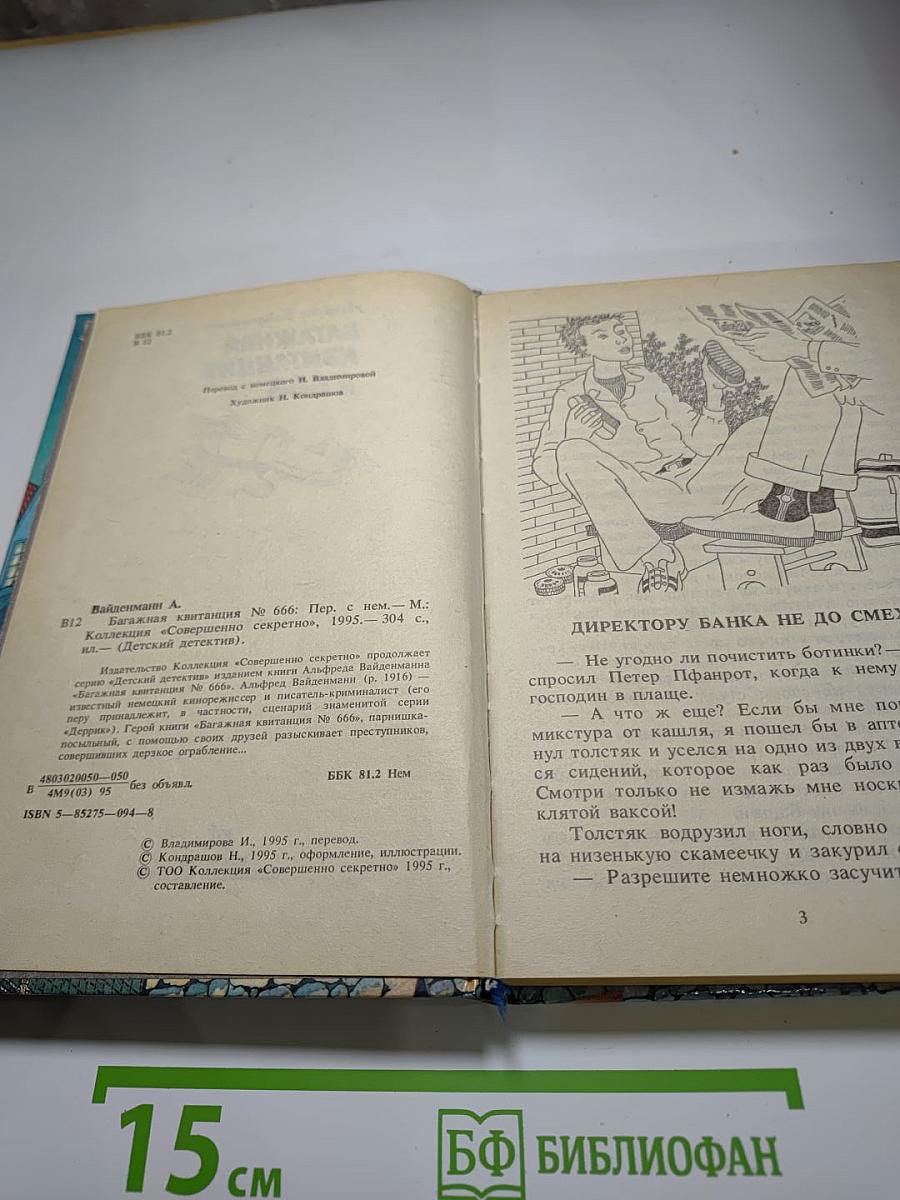 ББК 81.2
В 12
Перевод с немецкого И. Владимировой
Художник Н. Кондрашов
Вайденманн А.
В12 Багажная квитанция № 666: Пер. с нем.— М.:
Коллекция «Совершенно секретно», 1995.— 304 с.,
ил.— (Детский детектив).
Издательство Коллекция «Совершенно секретно» продолжает
серию «Детский детектив» изданием книги Альфреда Вайденманна
«Багажная квитанция № 666». Альфред Вайденманн (р. 1916) —
известный немецкий кинорежиссер и писатель-криминалист (его
перу принадлежит, в частности, сценарий знаменитой серии
«Деррик»). Герой книги «Багажная квитанция № 666», парнишка-
посыльный, с помощью своих друзей разыскивает преступников,
совершивших дерзкое ограбление...
В 4803020050—050
4М9(03) 95 без объявл.
ББК 81.2 Нем
ISBN 5—85275—094—8
© Владимирова И., 1995 г., перевод.
© Кондрашов Н., 1995 г., оформление, иллюстрации.
© ТОО Коллекция «Совершенно секретно» 1995 г.,
составление.
ДИРЕКТОРУ БАНКА НЕ ДО СМЕХ
— Не угодно ли почистить ботинки? —
спросил Петер Пфанрот, когда к нему
господин в плаще.
— А что ж еще? Если бы мне по
микстура от кашля, я пошел бы в апте
нул толстяк и уселся на одно из двух в
ся сидений, которое как раз было
Смотри только не измажь мне носк
клятой ваксой!
Толстяк водрузил ноги, словно
на низенькую скамеечку и закурил с
— Разрешите немножко засучит
3
15 см
БФ БИБЛИОФАН